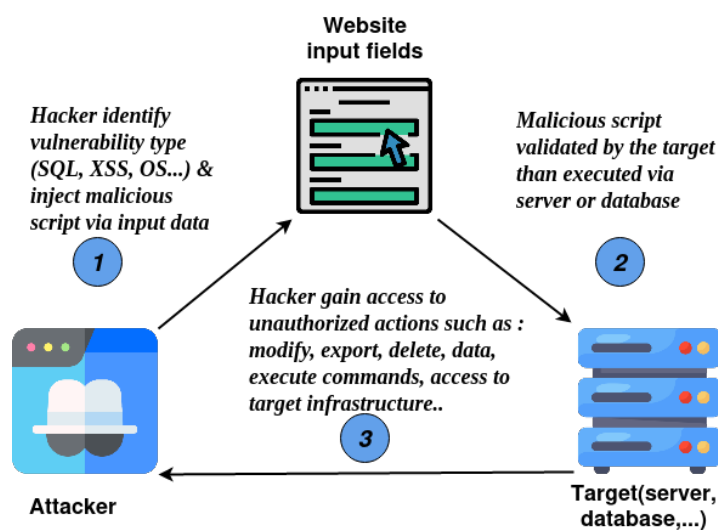 Website
input fields
Hacker identify
vulnerability type
(SQL, XSS, OS...) &
inject malicious
script via input data
1
Malicious script
validated by the target
than executed via
server or database
2
Hacker gain access to
unauthorized actions such as :
modify, export, delete, data,
execute commands, access to
target infrastructure..
3
Attacker
Target(server,
database,...)